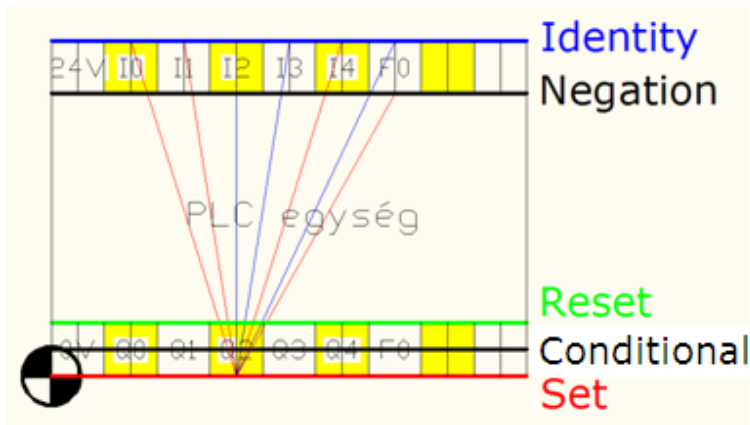 Identity
24V I0 I1 I2 I3 I4 F0
Negation
PLC egység
Reset
0V Q0 Q1 Q2 Q3 Q4 F0
Conditional
Set